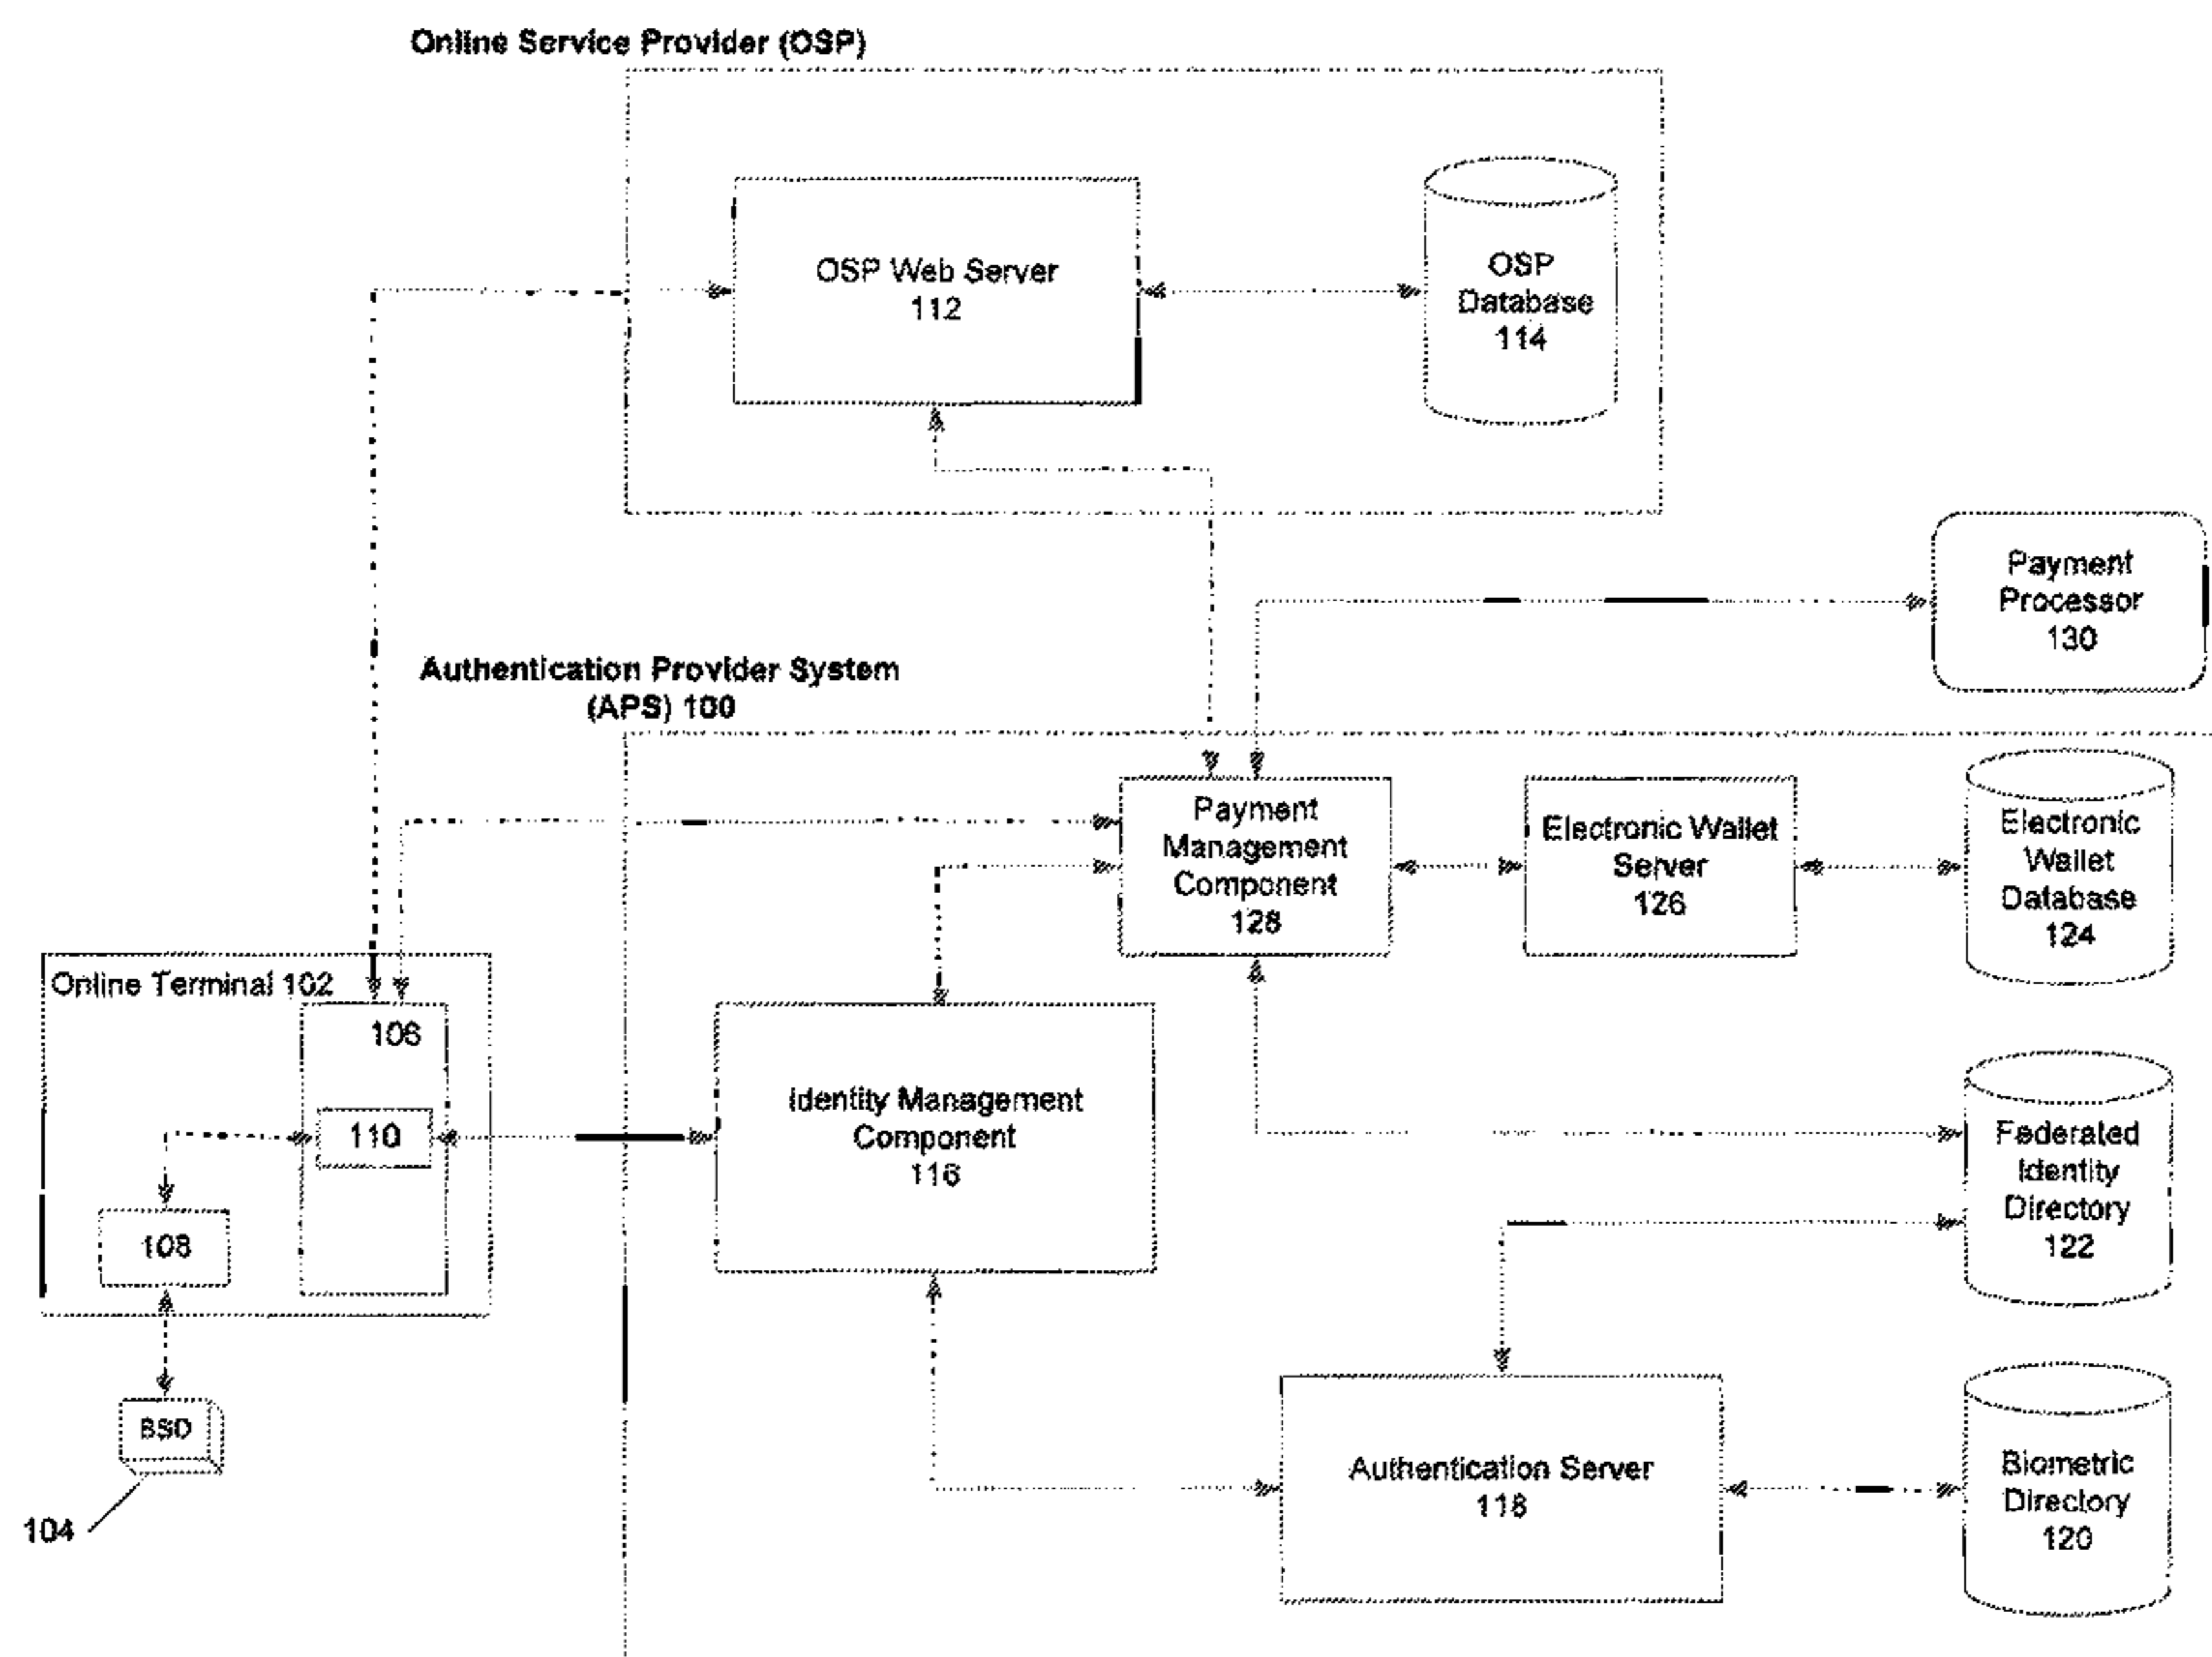 Online Service Provider (OSP)
OSP Web Server
112
OSP
Database
114
Payment
Processor
130
Authentication Provider System
(APS) 100
Payment
Management
Component
128
Electronic Wallet
Server
126
Electronic
Wallet
Database
124
Online Terminal 102
106
110
108
BSD
104
Identity Management
Component
116
Federated
Identity
Directory
122
Authentication Server
118
Biometric
Directory
120